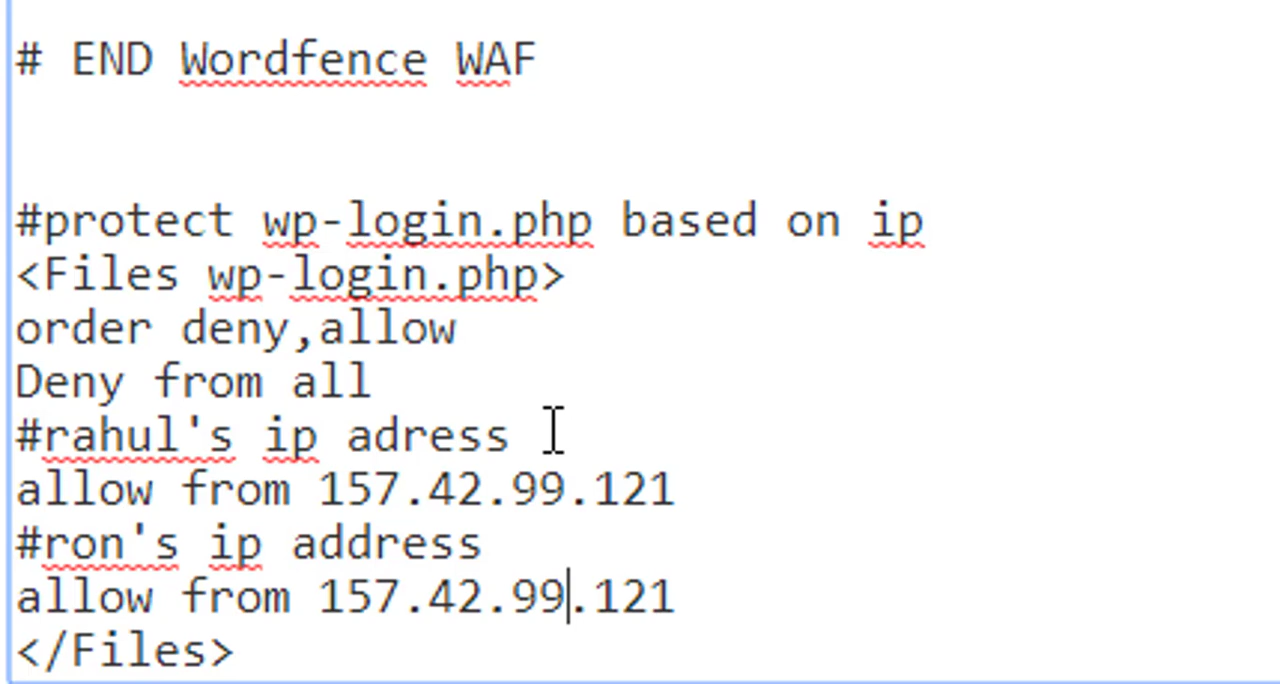 # END Wordfence WAF
#protect wp-login.php based on ip
<Files wp-login.php>
order deny,allow
Deny from all
#rahul's ip adress
allow from 157.42.99.121
#ron's ip address
allow from 157.42.99.121
</Files>